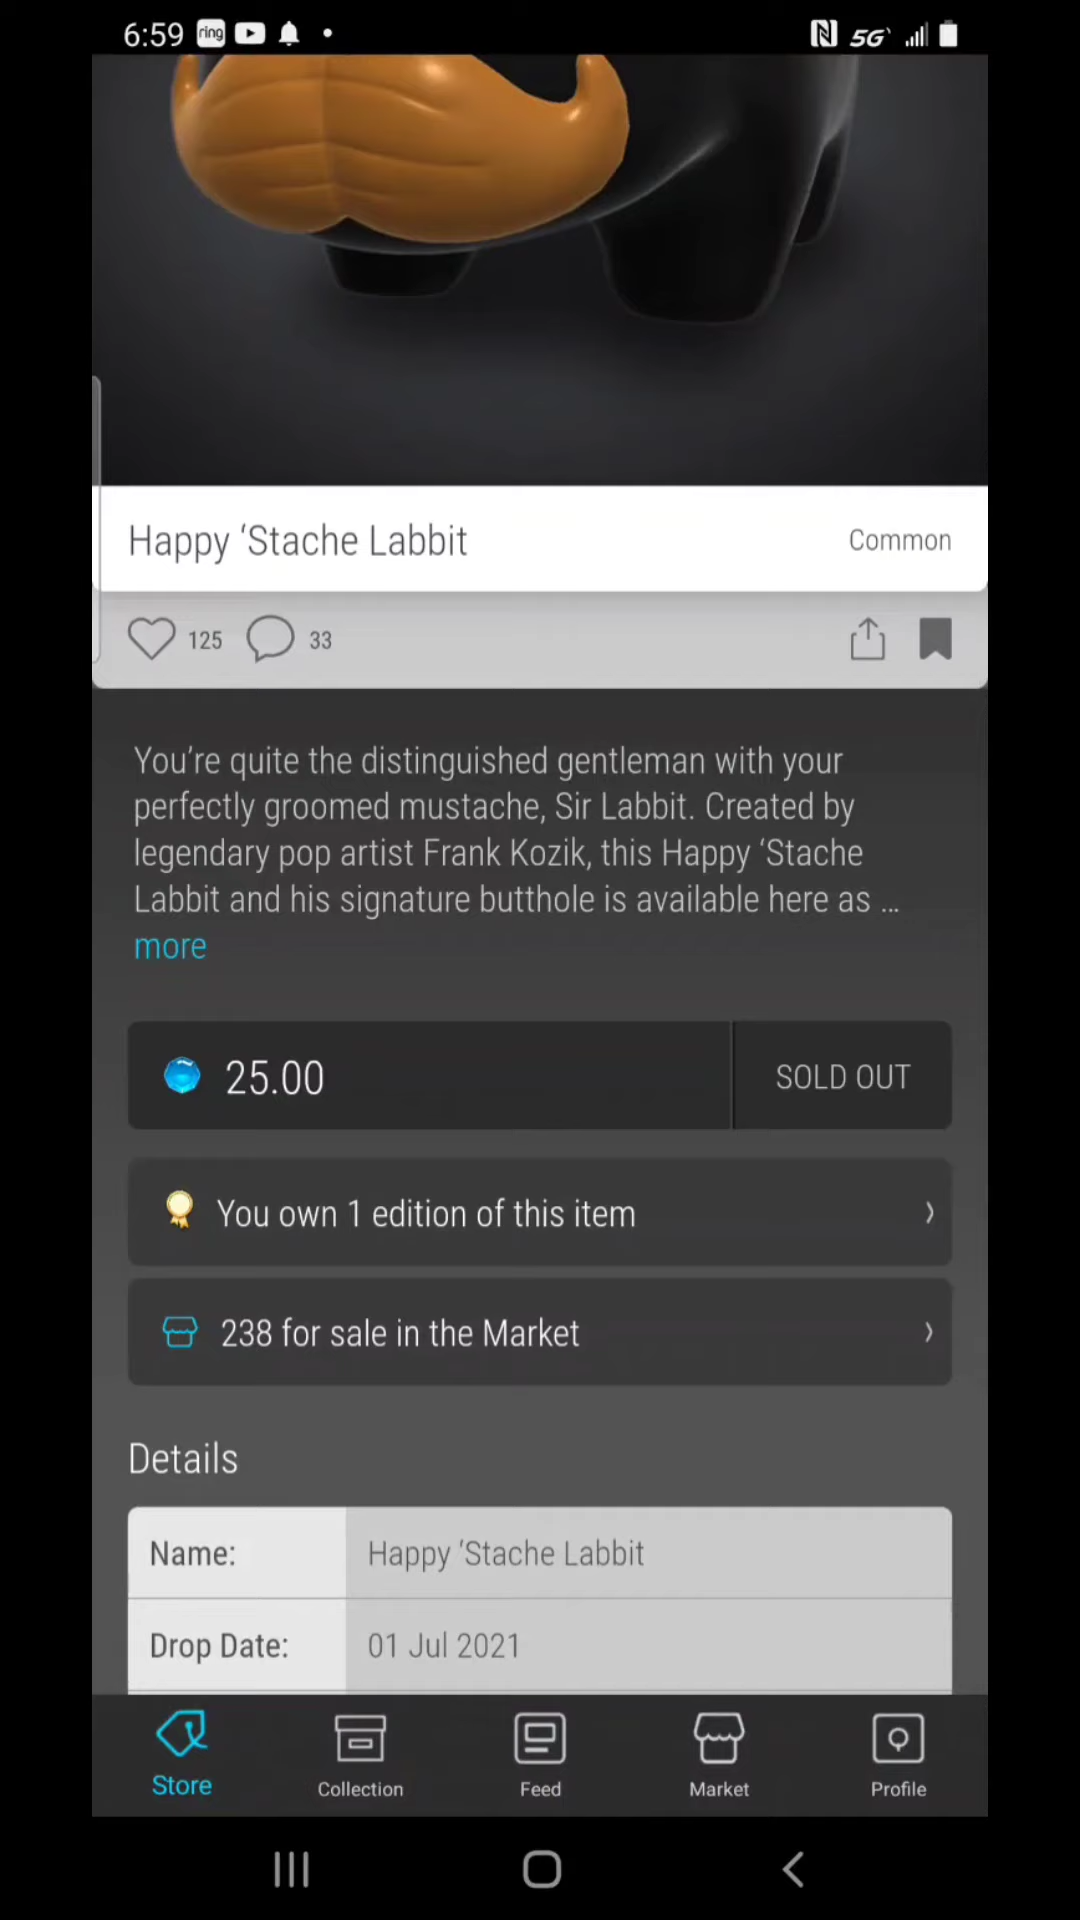 6:59 ring 5G
Happy ‘Stache Labbit
Common
125 33
You’re quite the distinguished gentleman with your
perfectly groomed mustache, Sir Labbit. Created by
legendary pop artist Frank Kozik, this Happy ‘Stache
Labbit and his signature butthole is available here as ...
more
25.00 SOLD OUT
You own 1 edition of this item
238 for sale in the Market
Details
Name: Happy ‘Stache Labbit
Drop Date: 01 Jul 2021
Store Collection Feed Market Profile